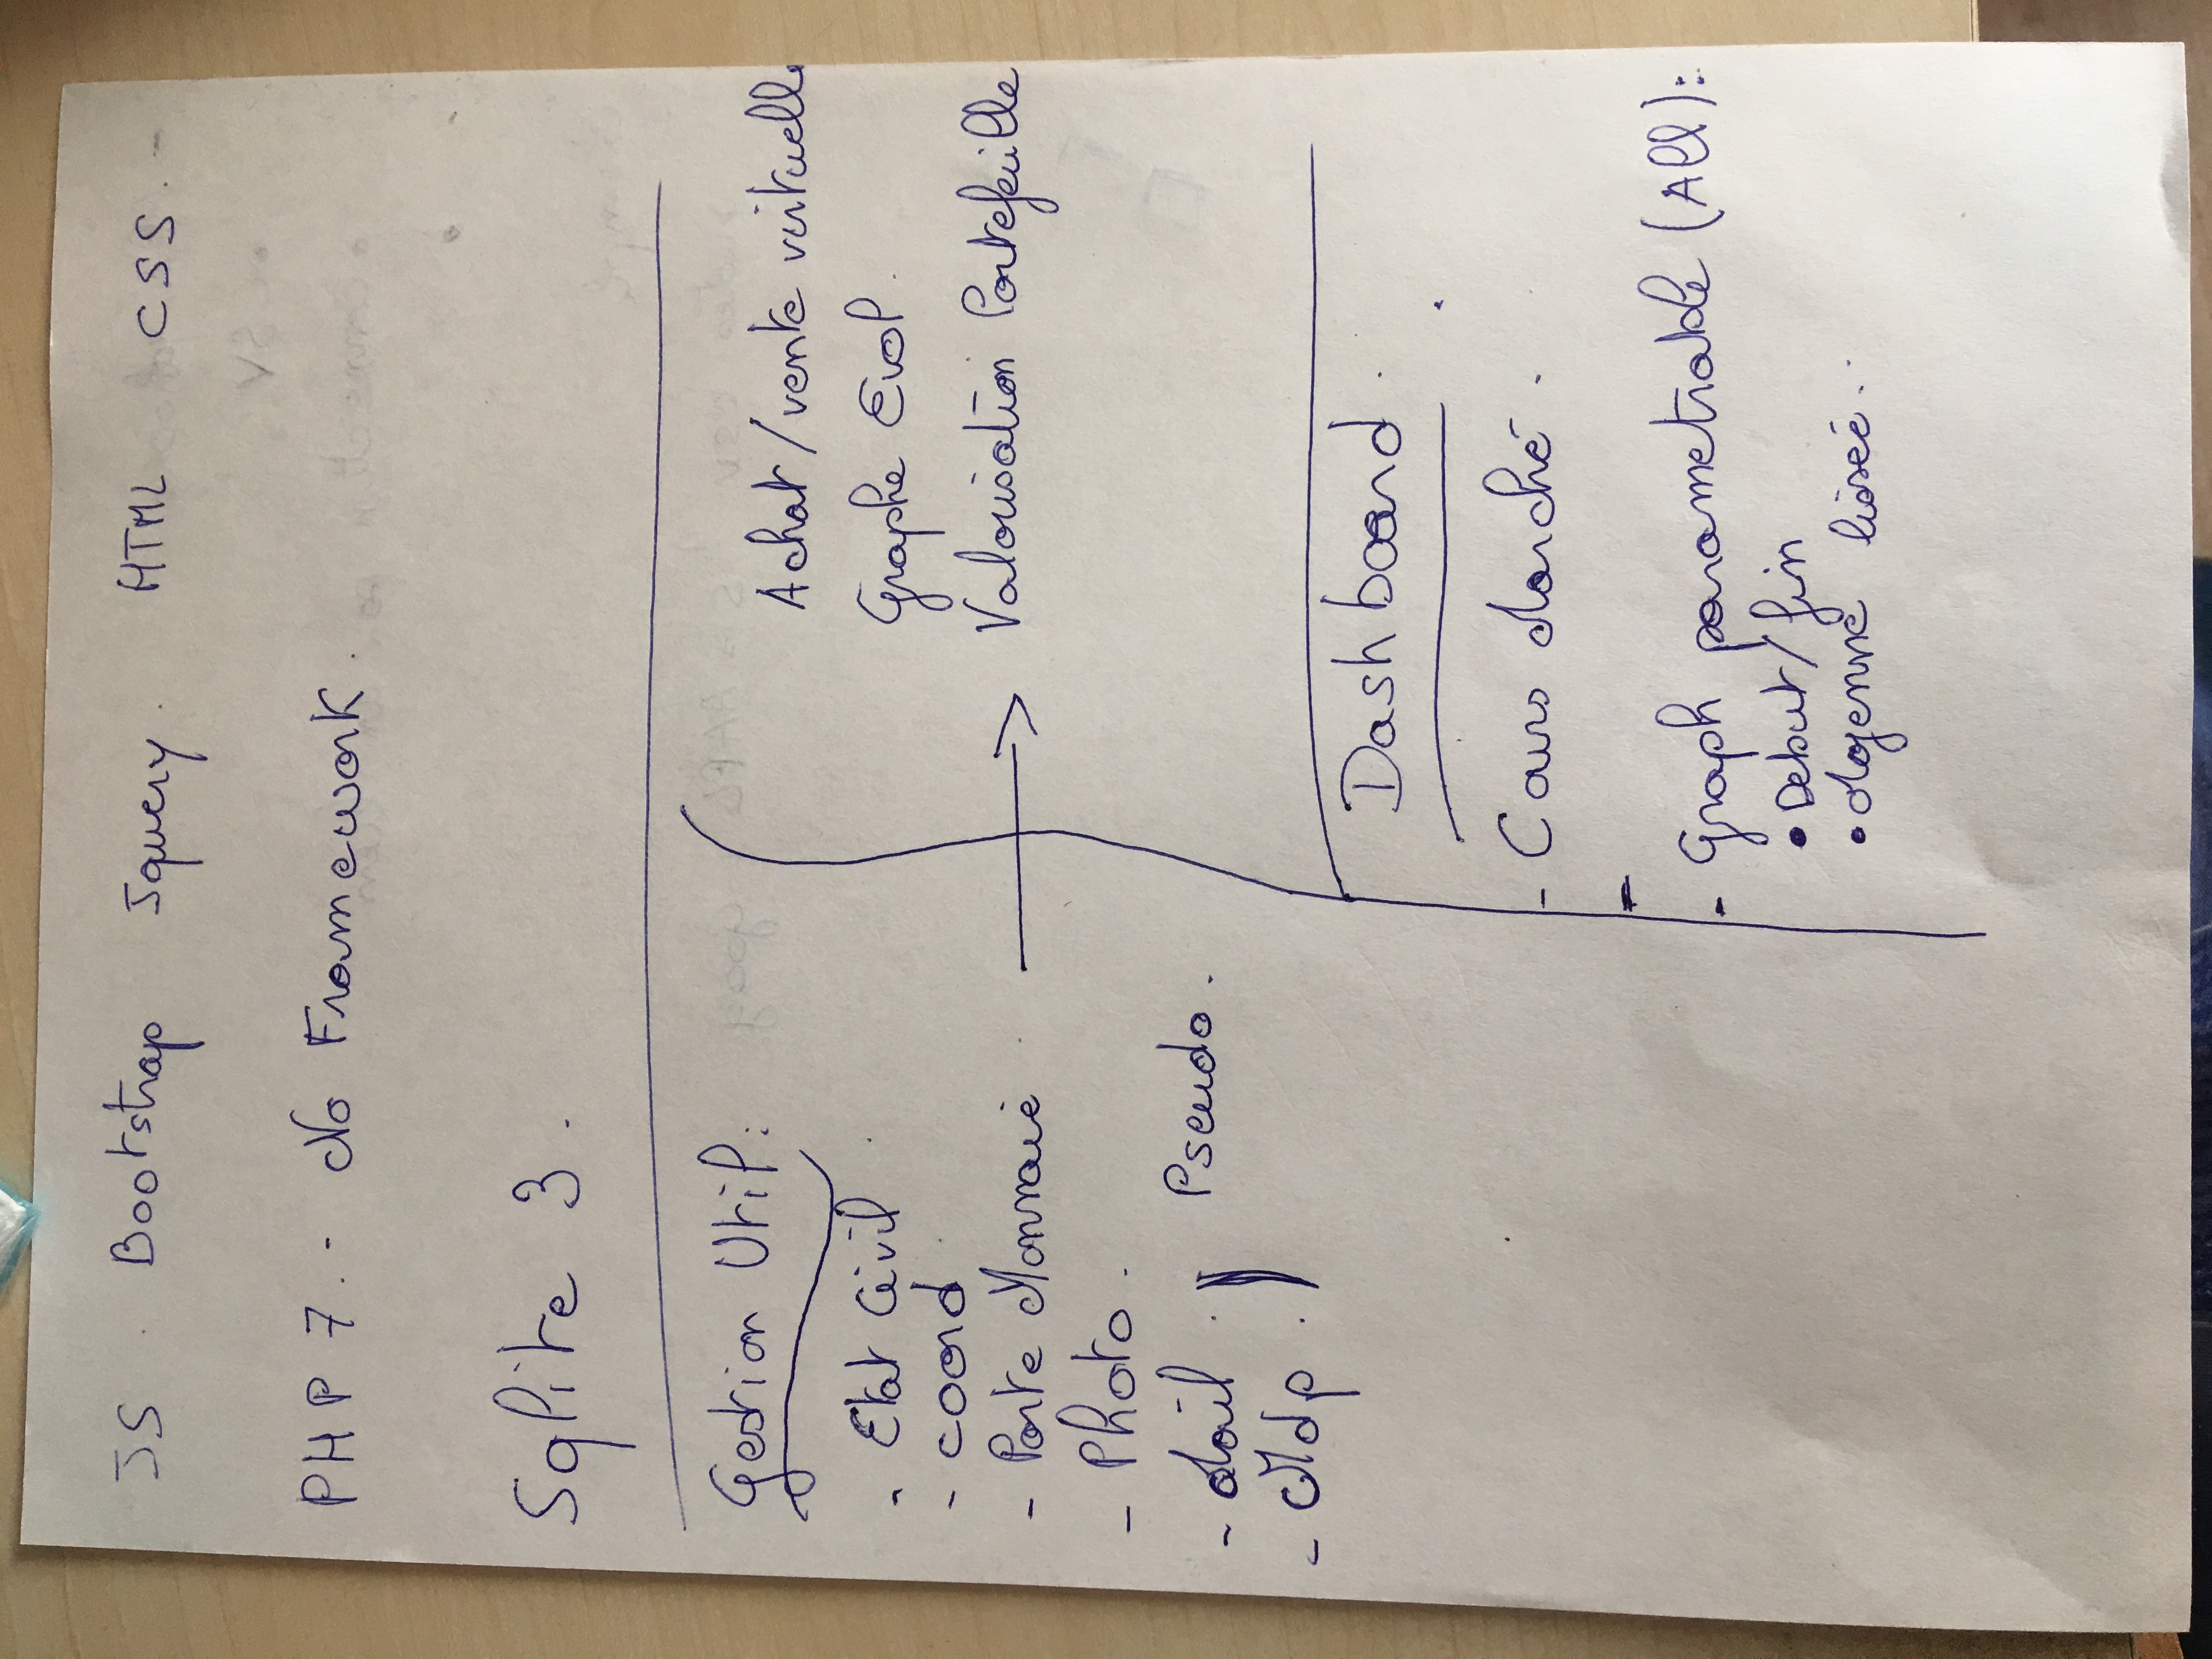 JS . Bootstrap Jquery. HTML CSS.-
PHP 7. - No Framework.
Sqlite 3.
Gestion Util:
- Etat Civil
- coord
- Porte Monnaie
- Photo.
- Mail
- Mdp
Pseudo.
Achat/vente virtuelle
Graphe Evol.
Valorisation Portefeuille
Dashboard.
- Cours Marché.
-
- Graph parametrable (All):
• Debut/fin
• Moyenne lissée.